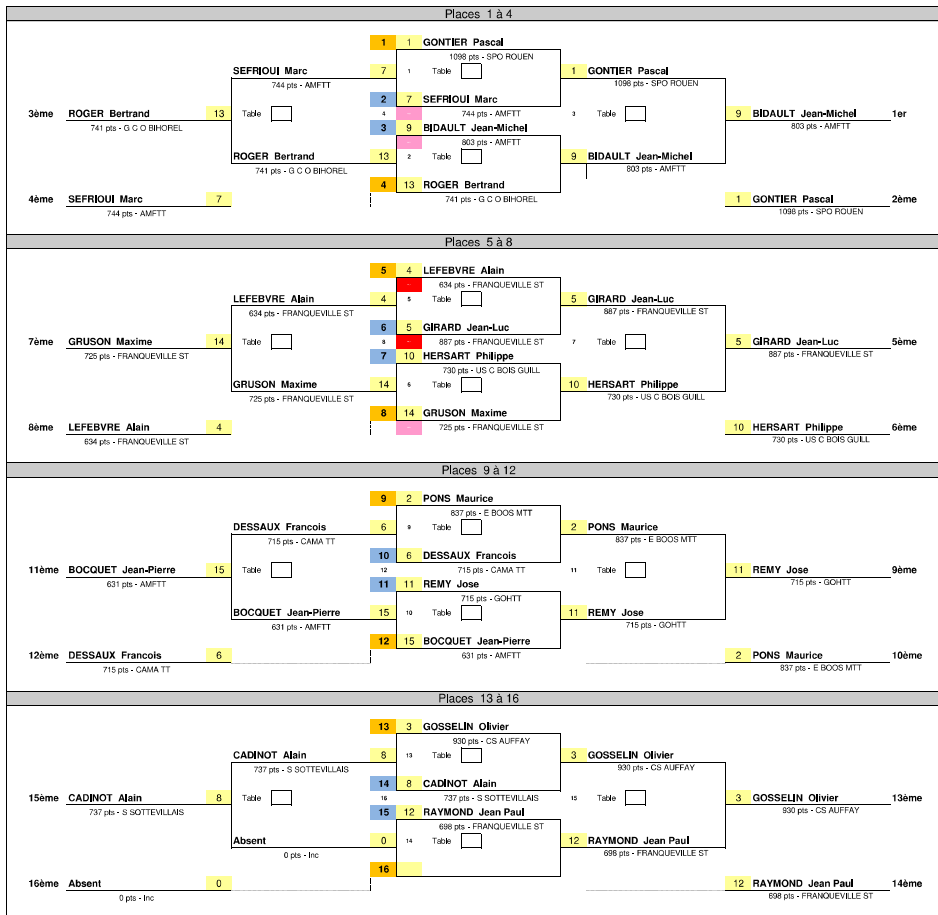 Places 1 à 4
1 1 GONTIER Pascal
1098 pts - SPO ROUEN
SEFRIOUI Marc 7 1 Table 1 GONTIER Pascal
744 pts - AMFTT 1098 pts - SPO ROUEN
2 7 SEFRIOUI Marc
3ème ROGER Bertrand 13 Table 4 - 744 pts - AMFTT 3 Table 9 BIDAULT Jean-Michel 1er
741 pts - G C O BIHOREL 3 9 BIDAULT Jean-Michel 803 pts - AMFTT
- 803 pts - AMFTT
ROGER Bertrand 13 2 Table 9 BIDAULT Jean-Michel
741 pts - G C O BIHOREL 803 pts - AMFTT
4 13 ROGER Bertrand
4ème SEFRIOUI Marc 7 741 pts - G C O BIHOREL 1 GONTIER Pascal 2ème
744 pts - AMFTT 1098 pts - SPO ROUEN
Places 5 à 8
5 4 LEFEBVRE Alain
- 634 pts - FRANQUEVILLE ST
LEFEBVRE Alain 4 5 Table 5 GIRARD Jean-Luc
634 pts - FRANQUEVILLE ST 887 pts - FRANQUEVILLE ST
6 5 GIRARD Jean-Luc
7ème GRUSON Maxime 14 Table 8 - 887 pts - FRANQUEVILLE ST 7 Table 5 GIRARD Jean-Luc 5ème
725 pts - FRANQUEVILLE ST 7 10 HERSART Philippe 887 pts - FRANQUEVILLE ST
730 pts - US C BOIS GUILL
GRUSON Maxime 14 6 Table 10 HERSART Philippe
725 pts - FRANQUEVILLE ST 730 pts - US C BOIS GUILL
8 14 GRUSON Maxime
8ème LEFEBVRE Alain 4 - 725 pts - FRANQUEVILLE ST 10 HERSART Philippe 6ème
634 pts - FRANQUEVILLE ST 730 pts - US C BOIS GUILL
Places 9 à 12
9 2 PONS Maurice
837 pts - E BOOS MTT
DESSAUX Francois 6 9 Table 2 PONS Maurice
715 pts - CAMA TT 837 pts - E BOOS MTT
10 6 DESSAUX Francois
11ème BOCQUET Jean-Pierre 15 Table 12 715 pts - CAMA TT 11 Table 11 REMY Jose 9ème
631 pts - AMFTT 11 11 REMY Jose 715 pts - GOHTT
715 pts - GOHTT
BOCQUET Jean-Pierre 15 10 Table 11 REMY Jose
631 pts - AMFTT 715 pts - GOHTT
12 15 BOCQUET Jean-Pierre
12ème DESSAUX Francois 6 631 pts - AMFTT 2 PONS Maurice 10ème
715 pts - CAMA TT 837 pts - E BOOS MTT
Places 13 à 16
13 3 GOSSELIN Olivier
930 pts - CS AUFFAY
CADINOT Alain 8 13 Table 3 GOSSELIN Olivier
737 pts - S SOTTEVILLAIS 930 pts - CS AUFFAY
14 8 CADINOT Alain
15ème CADINOT Alain 8 Table 16 737 pts - S SOTTEVILLAIS 15 Table 3 GOSSELIN Olivier 13ème
737 pts - S SOTTEVILLAIS 15 12 RAYMOND Jean Paul 930 pts - CS AUFFAY
698 pts - FRANQUEVILLE ST
Absent 0 14 Table 12 RAYMOND Jean Paul
0 pts - Inc 698 pts - FRANQUEVILLE ST
16
16ème Absent 0 12 RAYMOND Jean Paul 14ème
0 pts - Inc 698 pts - FRANQUEVILLE ST